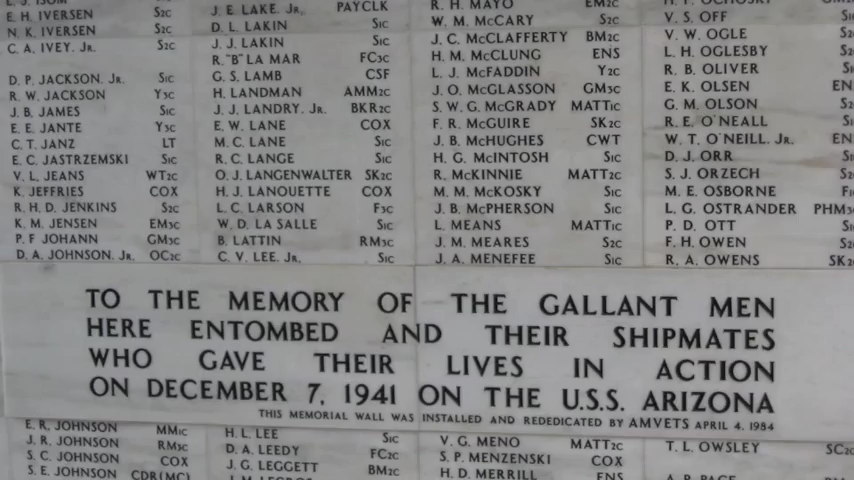 E. H. IVERSEN S2C
N. K. IVERSEN S2C
C. A. IVEY, JR. S2C
D. P. JACKSON, JR. S1C
R. W. JACKSON Y3C
J. B. JAMES S1C
E. E. JANTE Y3C
C. T. JANZ LT
E. C. JASTRZEMSKI S1C
V. L. JEANS WT2C
K. JEFFRIES COX
R. H. D. JENKINS S2C
K. M. JENSEN EM3C
P. F. JOHANN GM3C
D. A. JOHNSON, JR. OC2C
J. E. LAKE, JR. PAYCLK
D. L. LAKIN S1C
J. J. LAKIN S1C
R. "B" LA MAR FC3C
G. S. LAMB CSF
H. LANDMAN AMM2C
J. J. LANDRY, JR. BKR2C
E. W. LANE COX
M. C. LANE S1C
R. C. LANGE S1C
O. J. LANGENWALTER SK2C
H. J. LANOUETTE COX
L. C. LARSON F3C
W. D. LA SALLE S1C
B. LATTIN RM3C
C. V. LEE, JR. S1C
R. H. MAYO EM2C
W. M. McCARY S2C
J. C. McCLAFFERTY BM2C
H. M. McCLUNG ENS
L. J. McFADDIN Y2C
J. O. McGLASSON GM3C
S. W. G. McGRADY MATT1C
F. R. McGUIRE SK2C
J. B. McHUGHES CWT
H. G. McINTOSH S1C
R. McKINNIE MATT2C
M. M. McKOSKY S1C
J. B. McPHERSON S1C
L. MEANS MATT1C
J. M. MEARES S2C
J. A. MENEFEE S1C
V. S. OFF
V. W. OGLE
L. H. OGLESBY
R. B. OLIVER
E. K. OLSEN
G. M. OLSON
R. E. O'NEALL
W. T. O'NEILL, JR.
D. J. ORR
S. J. ORZECH
M. E. OSBORNE
L. G. OSTRANDER
P. D. OTT
F. H. OWEN
R. A. OWENS
TO THE MEMORY OF THE GALLANT MEN
HERE ENTOMBED AND THEIR SHIPMATES
WHO GAVE THEIR LIVES IN ACTION
ON DECEMBER 7, 1941 ON THE U.S.S. ARIZONA
THIS MEMORIAL WALL WAS INSTALLED AND REDEDICATED BY AMVETS APRIL 4, 1984
E. R. JOHNSON MM1C
J. R. JOHNSON RM3C
S. C. JOHNSON COX
S. E. JOHNSON CDR(MC)
H. L. LEE S1C
D. A. LEEDY FC2C
J. G. LEGGETT BM2C
V. G. MENO MATT2C
S. P. MENZENSKI COX
H. D. MERRILL ENS
T. L. OWSLEY SC2C